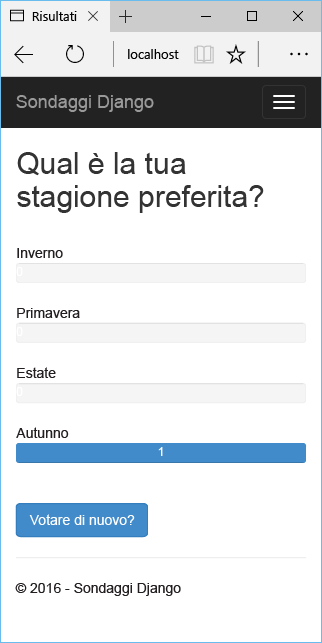 Risultati
localhost
Sondaggi Django
Qual è la tua
stagione preferita?
Inverno
0
Primavera
0
Estate
0
Autunno
1
Votare di nuovo?
© 2016 - Sondaggi Django